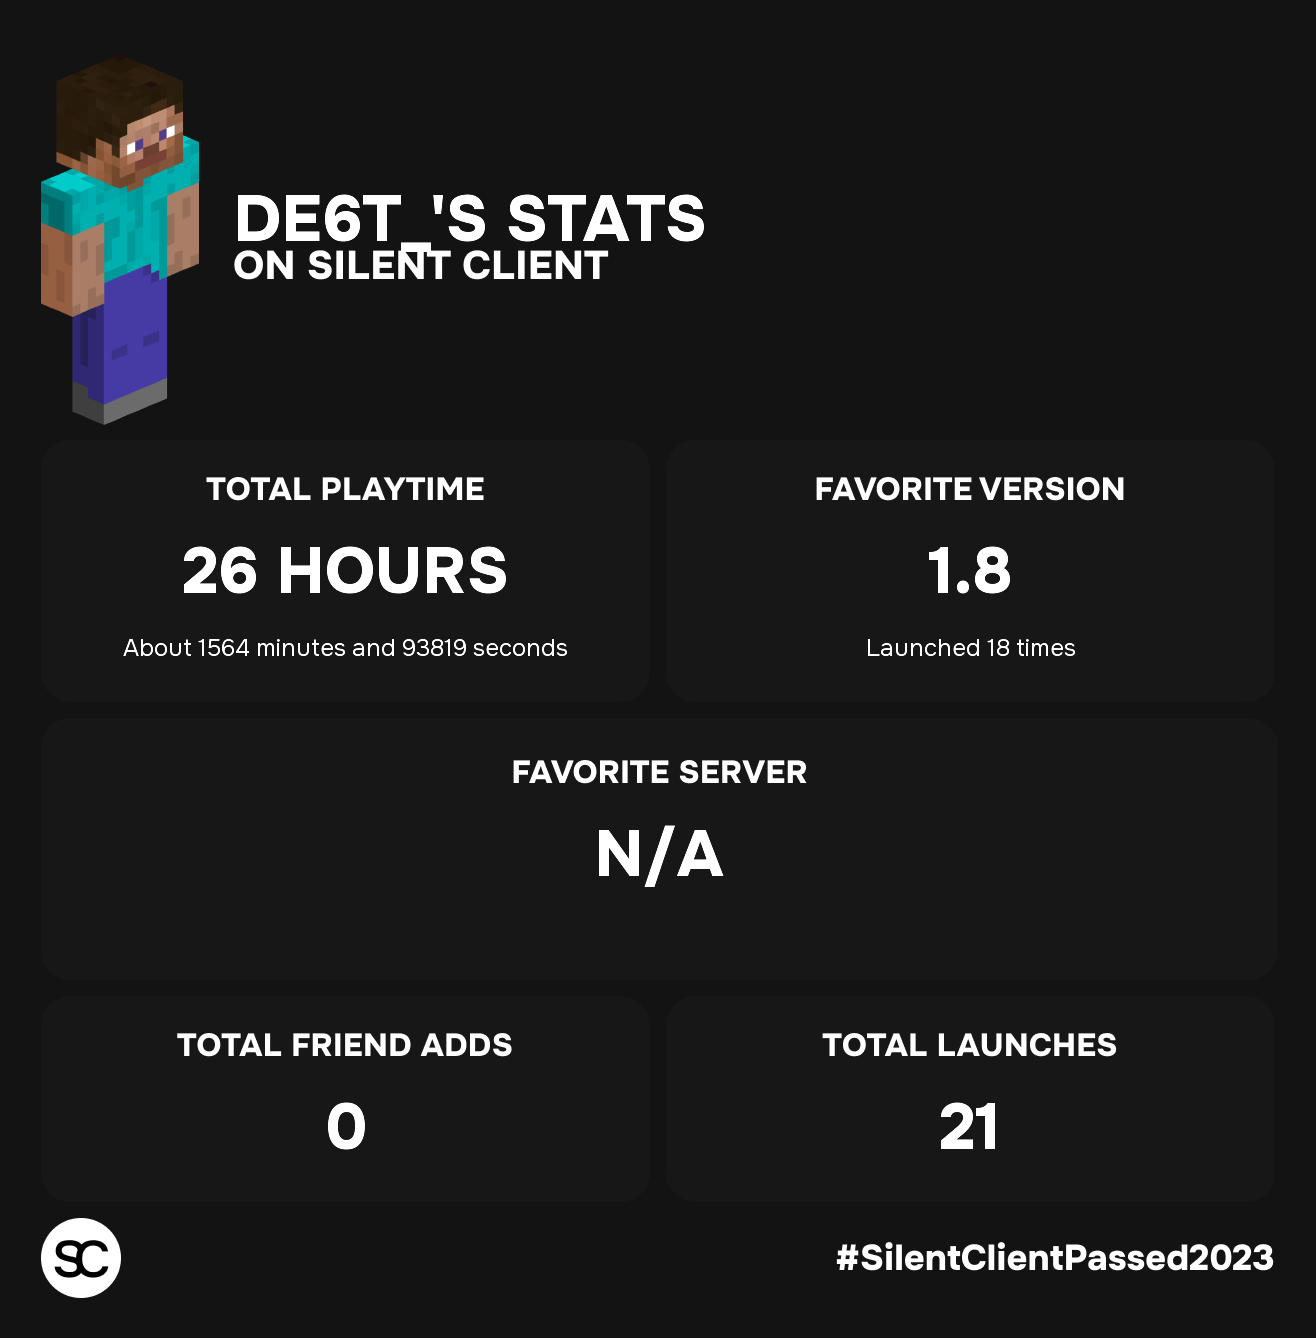 DE6T_'S STATS
ON SILENT CLIENT
TOTAL PLAYTIME
26 HOURS
About 1564 minutes and 93819 seconds
FAVORITE VERSION
1.8
Launched 18 times
FAVORITE SERVER
N/A
TOTAL FRIEND ADDS
0
TOTAL LAUNCHES
21
SC
#SilentClientPassed2023